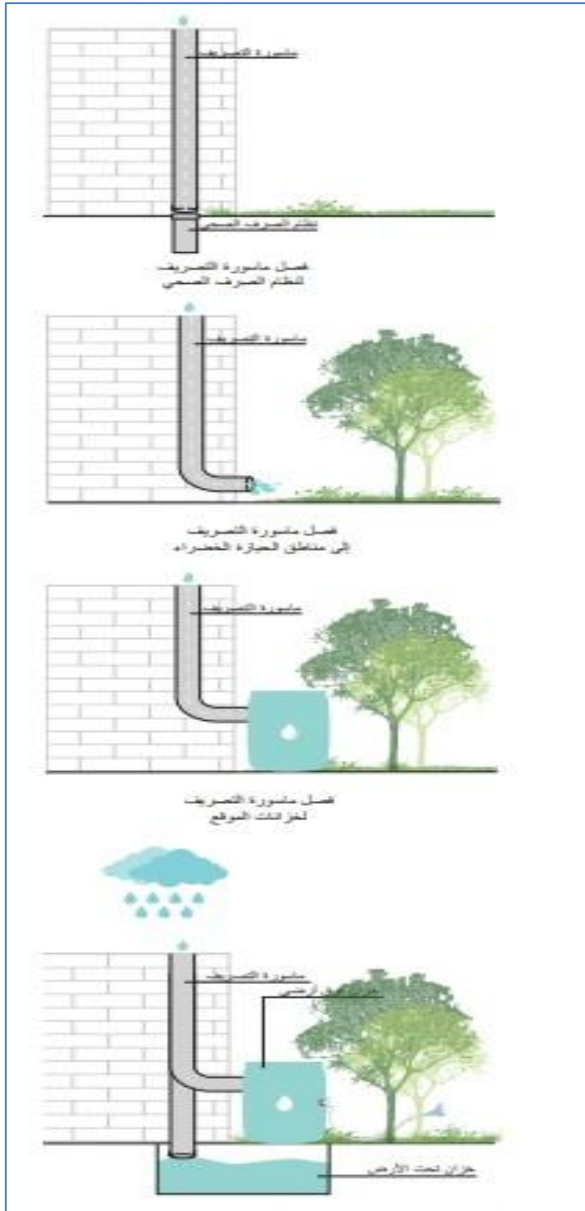 ماسورة التصريف
نظام الصرف الصحي
فصل ماسورة التصريف
لنظام الصرف الصحي
ماسورة التصريف
فصل ماسورة التصريف
إلى مناطق الحيازة الخضراء
ماسورة التصريف
فصل ماسورة التصريف
لخزانات الموقع
ماسورة التصريف
خزان تحت الأرض